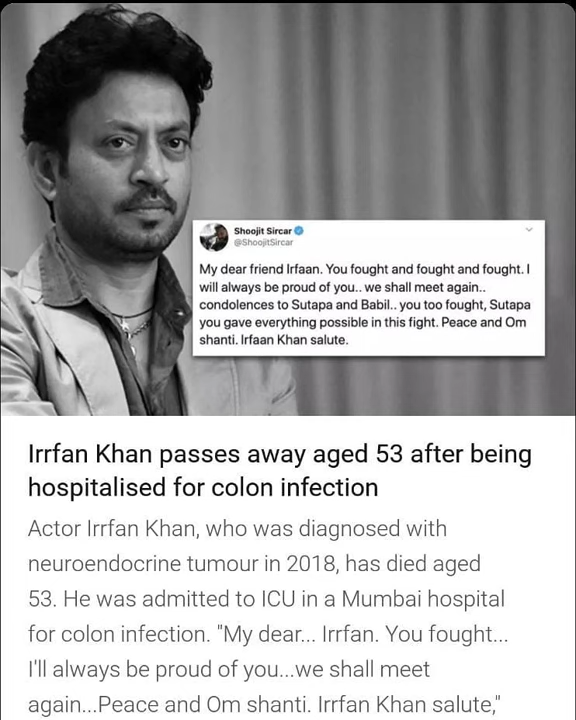 Shoojit Sircar
@ShoojitSircar
My dear friend Irfaan. You fought and fought and fought. I
will always be proud of you.. we shall meet again..
condolences to Sutapa and Babil.. you too fought, Sutapa
you gave everything possible in this fight. Peace and Om
shanti. Irfaan Khan salute.
Irrfan Khan passes away aged 53 after being
hospitalised for colon infection
Actor Irrfan Khan, who was diagnosed with
neuroendocrine tumour in 2018, has died aged
53. He was admitted to ICU in a Mumbai hospital
for colon infection. "My dear... Irrfan. You fought...
I'll always be proud of you...we shall meet
again...Peace and Om shanti. Irrfan Khan salute,"